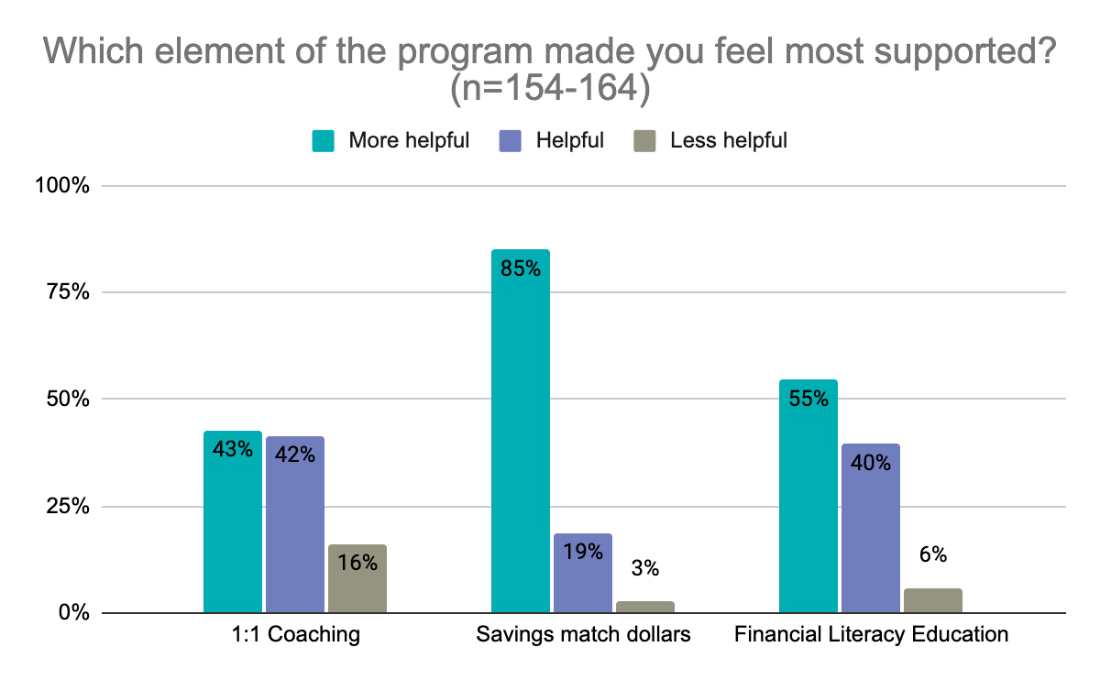 Which element of the program made you feel most supported?
(n=154-164)
More helpful Helpful Less helpful
100%
75%
50%
25%
0%
43% 42% 16%
85% 19% 3%
55% 40% 6%
1:1 Coaching Savings match dollars Financial Literacy Education